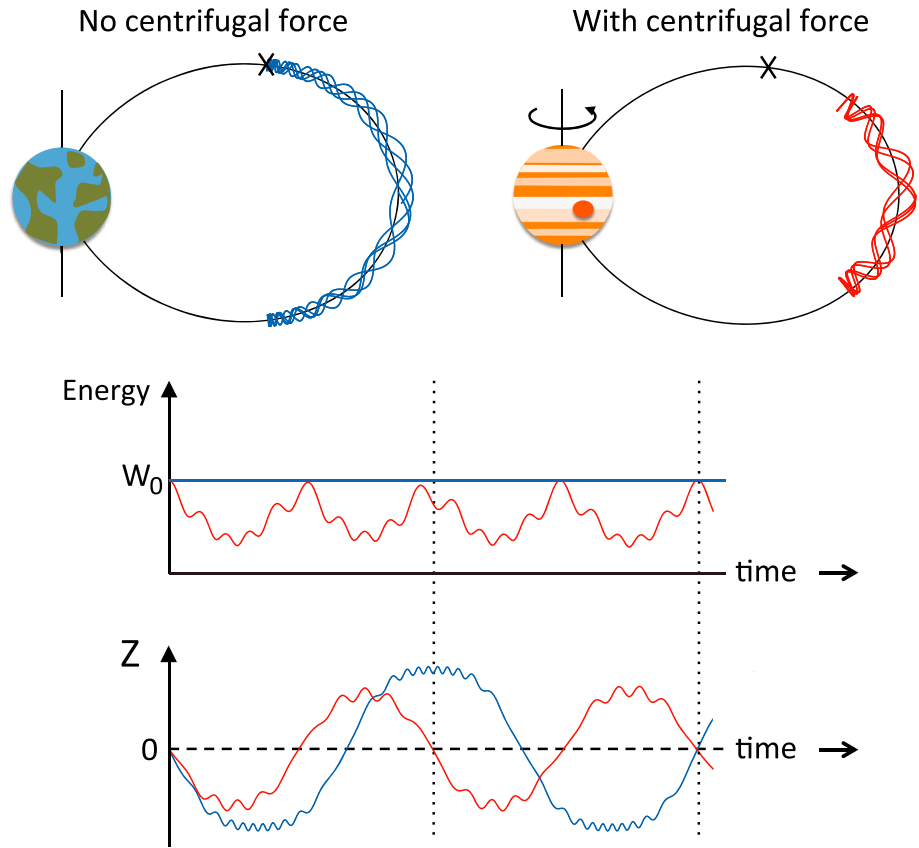 No centrifugal force
With centrifugal force
Energy
W₀
time
Z
0
time